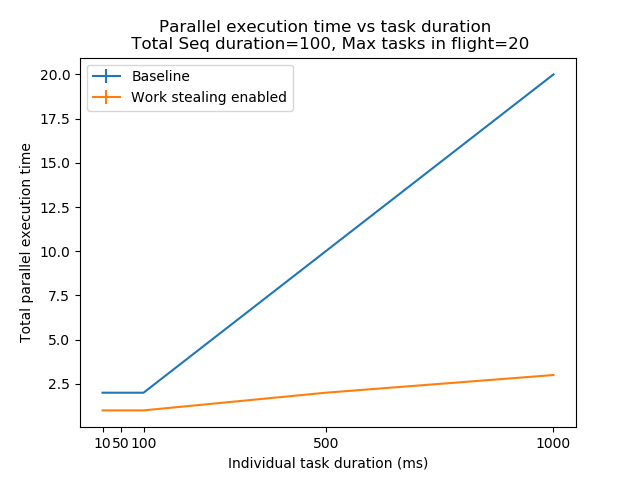 Parallel execution time vs task duration
Total Seq duration=100, Max tasks in flight=20
Baseline
Work stealing enabled
Total parallel execution time
20.0
17.5
15.0
12.5
10.0
7.5
5.0
2.5
10 50 100 500 1000
Individual task duration (ms)